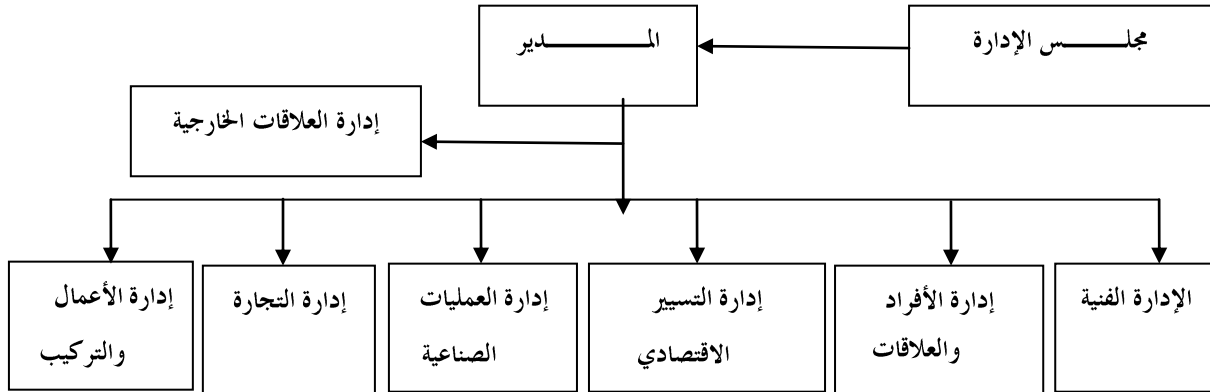 مجلـــــس الإدارة
المـــــــــدير
إدارة العلاقات الخارجية
الإدارة الفنية
إدارة الأفراد
والعلاقات
إدارة التسيير
الاقتصادي
إدارة العمليات
الصناعية
إدارة التجارة
إدارة الأعمال
والتركيب